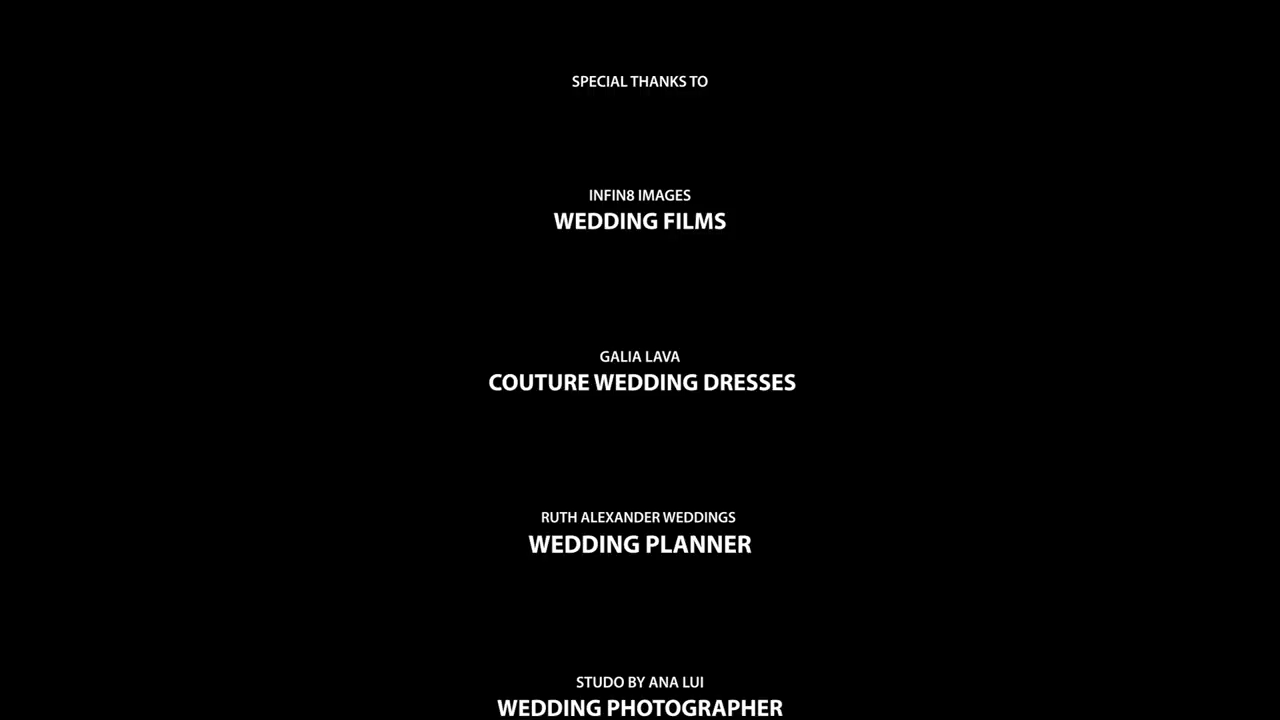 SPECIAL THANKS TO
INFIN8 IMAGES
WEDDING FILMS
GALIA LAVA
COUTURE WEDDING DRESSES
RUTH ALEXANDER WEDDINGS
WEDDING PLANNER
STUDO BY ANA LUI
WEDDING PHOTOGRAPHER